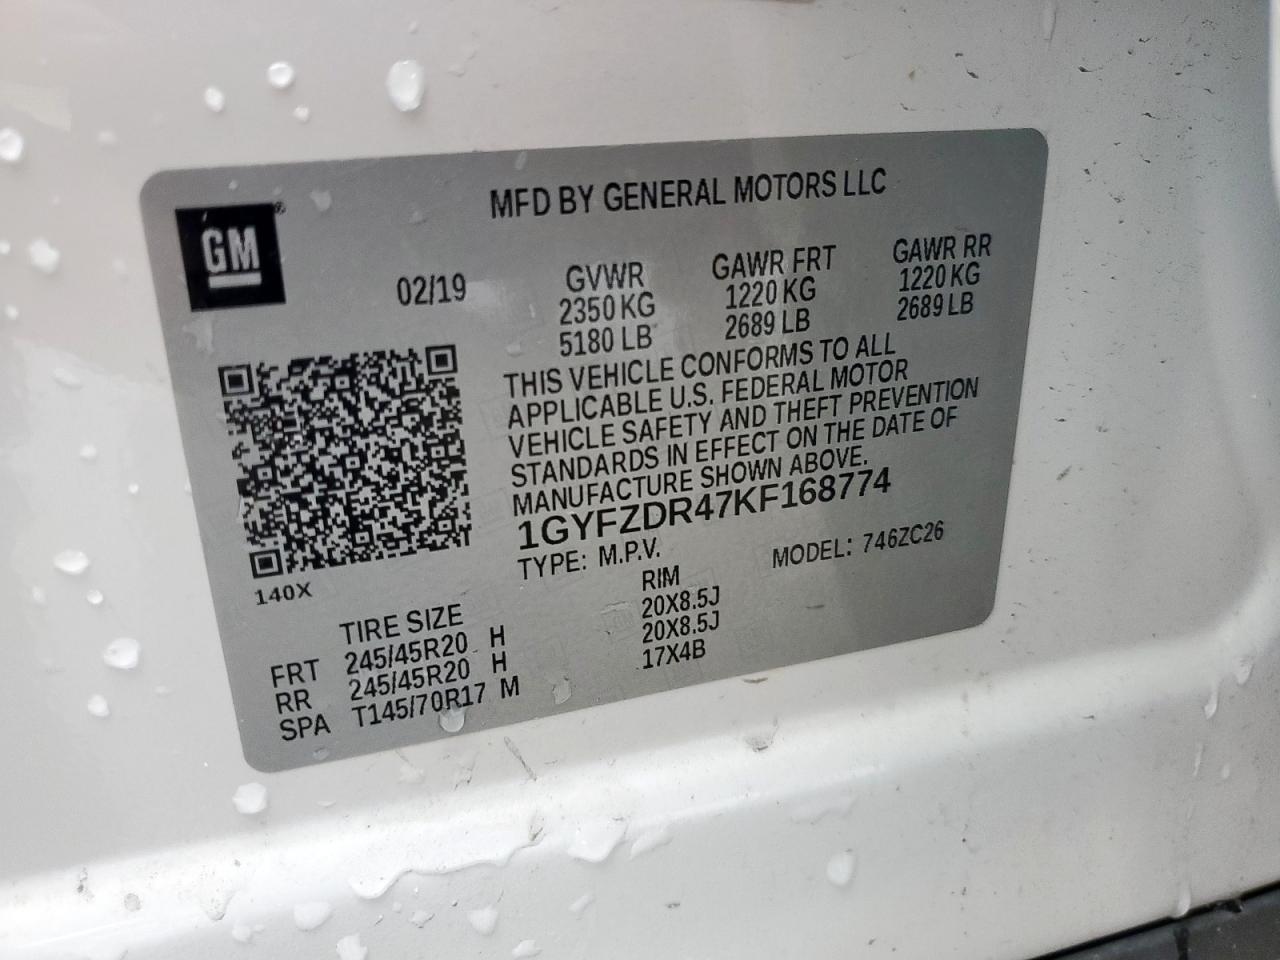 MFD BY GENERAL MOTORS LLC
GM
02/19
GVWR
2350 KG
5180 LB
GAWR FRT
1220 KG
2689 LB
GAWR RR
1220 KG
2689 LB
THIS VEHICLE CONFORMS TO ALL
APPLICABLE U.S. FEDERAL MOTOR
VEHICLE SAFETY AND THEFT PREVENTION
STANDARDS IN EFFECT ON THE DATE OF
MANUFACTURE SHOWN ABOVE.
1GYFZDR47KF168774
TYPE: M.P.V.
MODEL: 746ZC26
140X
TIRE SIZE RIM
FRT 245/45R20 H 20X8.5J
RR 245/45R20 H 20X8.5J
SPA T145/70R17 M 17X4B